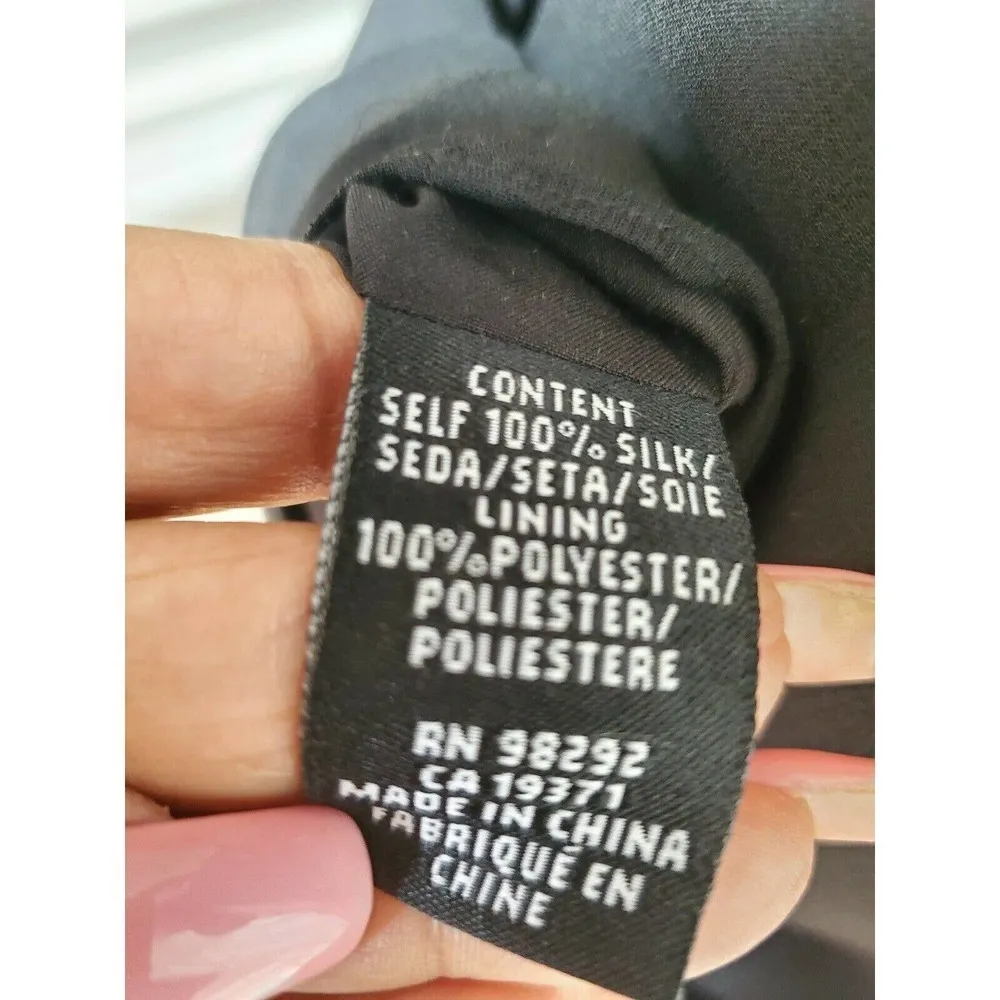 CONTENT
SELF 100% SILK/
SEDA/SETA/SOIE
LINING
100%POLYESTER/
POLIESTER/
POLIESTERE
RN 98292
CA 19371
MADE IN CHINA
FABRIQUÉ EN
CHINE